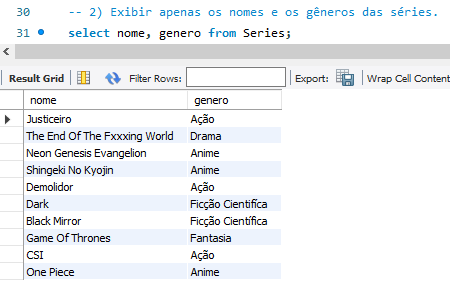 30 -- 2) Exibir apenas os nomes e os gêneros das séries.
31 select nome, genero from Series;
Result Grid Filter Rows: Export: Wrap Cell Content
nome genero
Justiceiro Ação
The End Of The Fxxxing World Drama
Neon Genesis Evangelion Anime
Shingeki No Kyojin Anime
Demolidor Ação
Dark Ficção Científica
Black Mirror Ficção Científica
Game Of Thrones Fantasia
CSI Ação
One Piece Anime